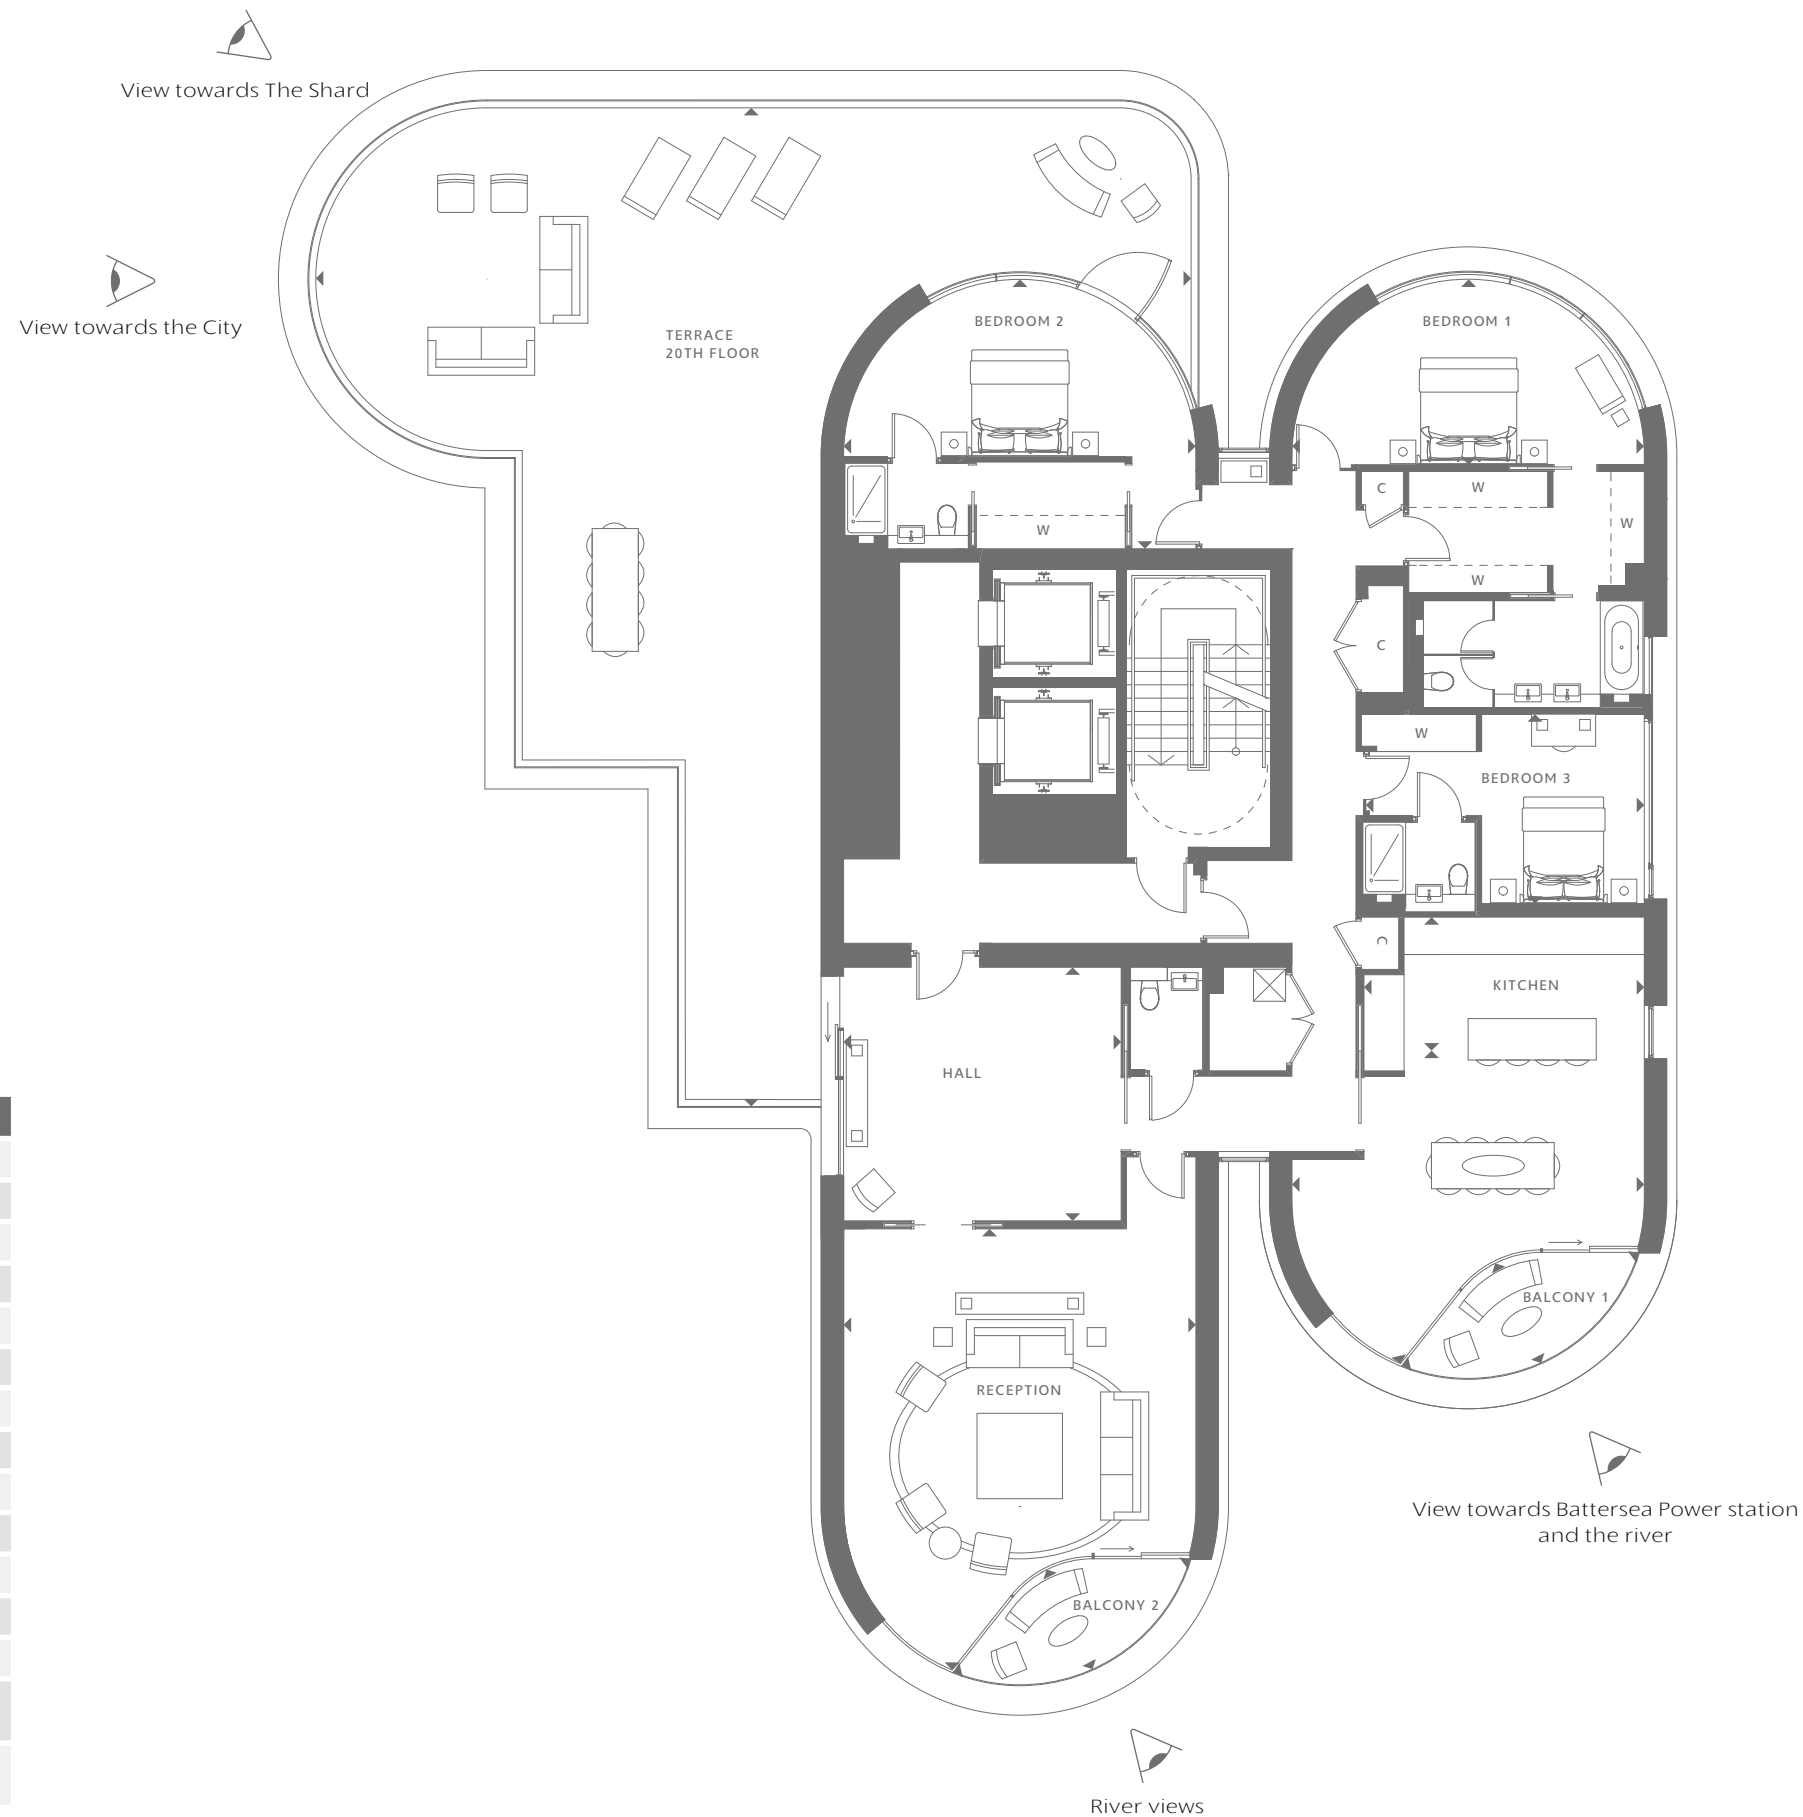 View towards The Shard
View towards the City
TERRACE
20TH FLOOR
BEDROOM 2
BEDROOM 1
C
W
W
W
W
C
W
BEDROOM 3
C
KITCHEN
HALL
BALCONY 1
RECEPTION
View towards Battersea Power station
and the river
BALCONY 2
River views